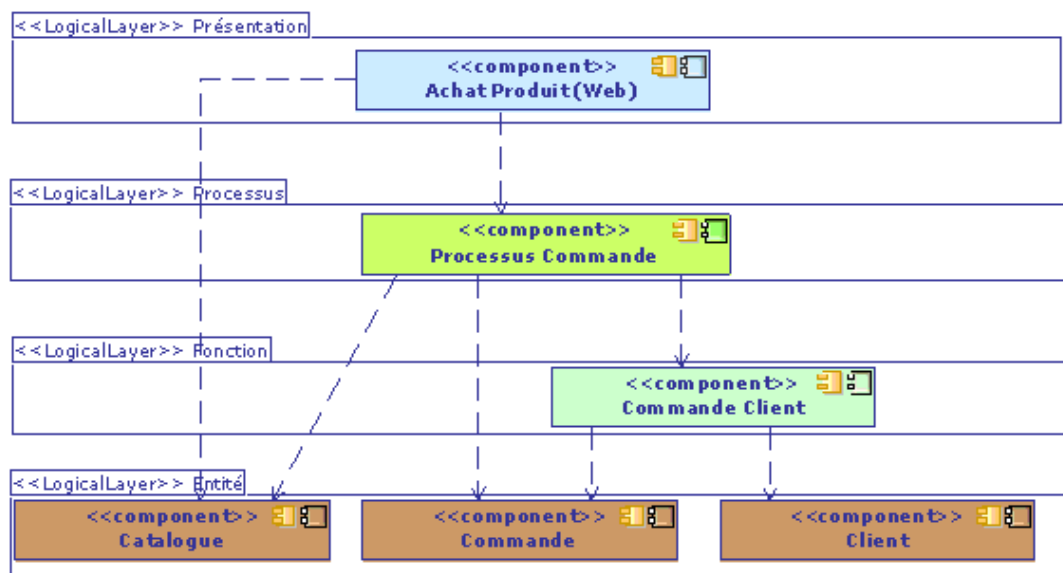 <<LogicalLayer>> Présentation
<<component>>
Achat Produit(Web)
<<LogicalLayer>> Processus
<<component>>
Processus Commande
<<LogicalLayer>> Fonction
<<component>>
Commande Client
<<LogicalLayer>> Entité
<<component>>
Catalogue
<<component>>
Commande
<<component>>
Client